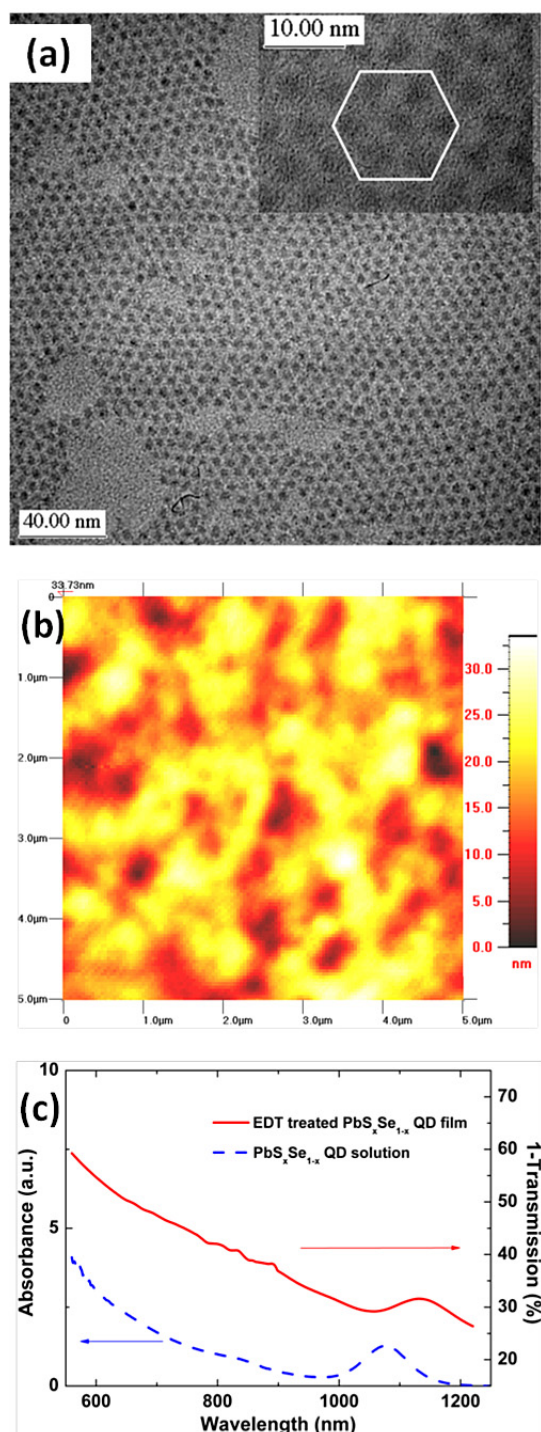 (a)
10.00 nm
40.00 nm
(b)
33.73nm
0
1.0μm
2.0μm
3.0μm
4.0μm
5.0μm
0
1.0μm
2.0μm
3.0μm
4.0μm
5.0μm
30.0
25.0
20.0
15.0
10.0
5.0
0.0
nm
(c)
EDT treated PbSₓSe₁₋ₓ QD film
PbSₓSe₁₋ₓ QD solution
10
5
0
Absorbance (a.u.)
70
60
50
40
30
20
1-Transmission (%)
600
800
1000
1200
Wavelength (nm)